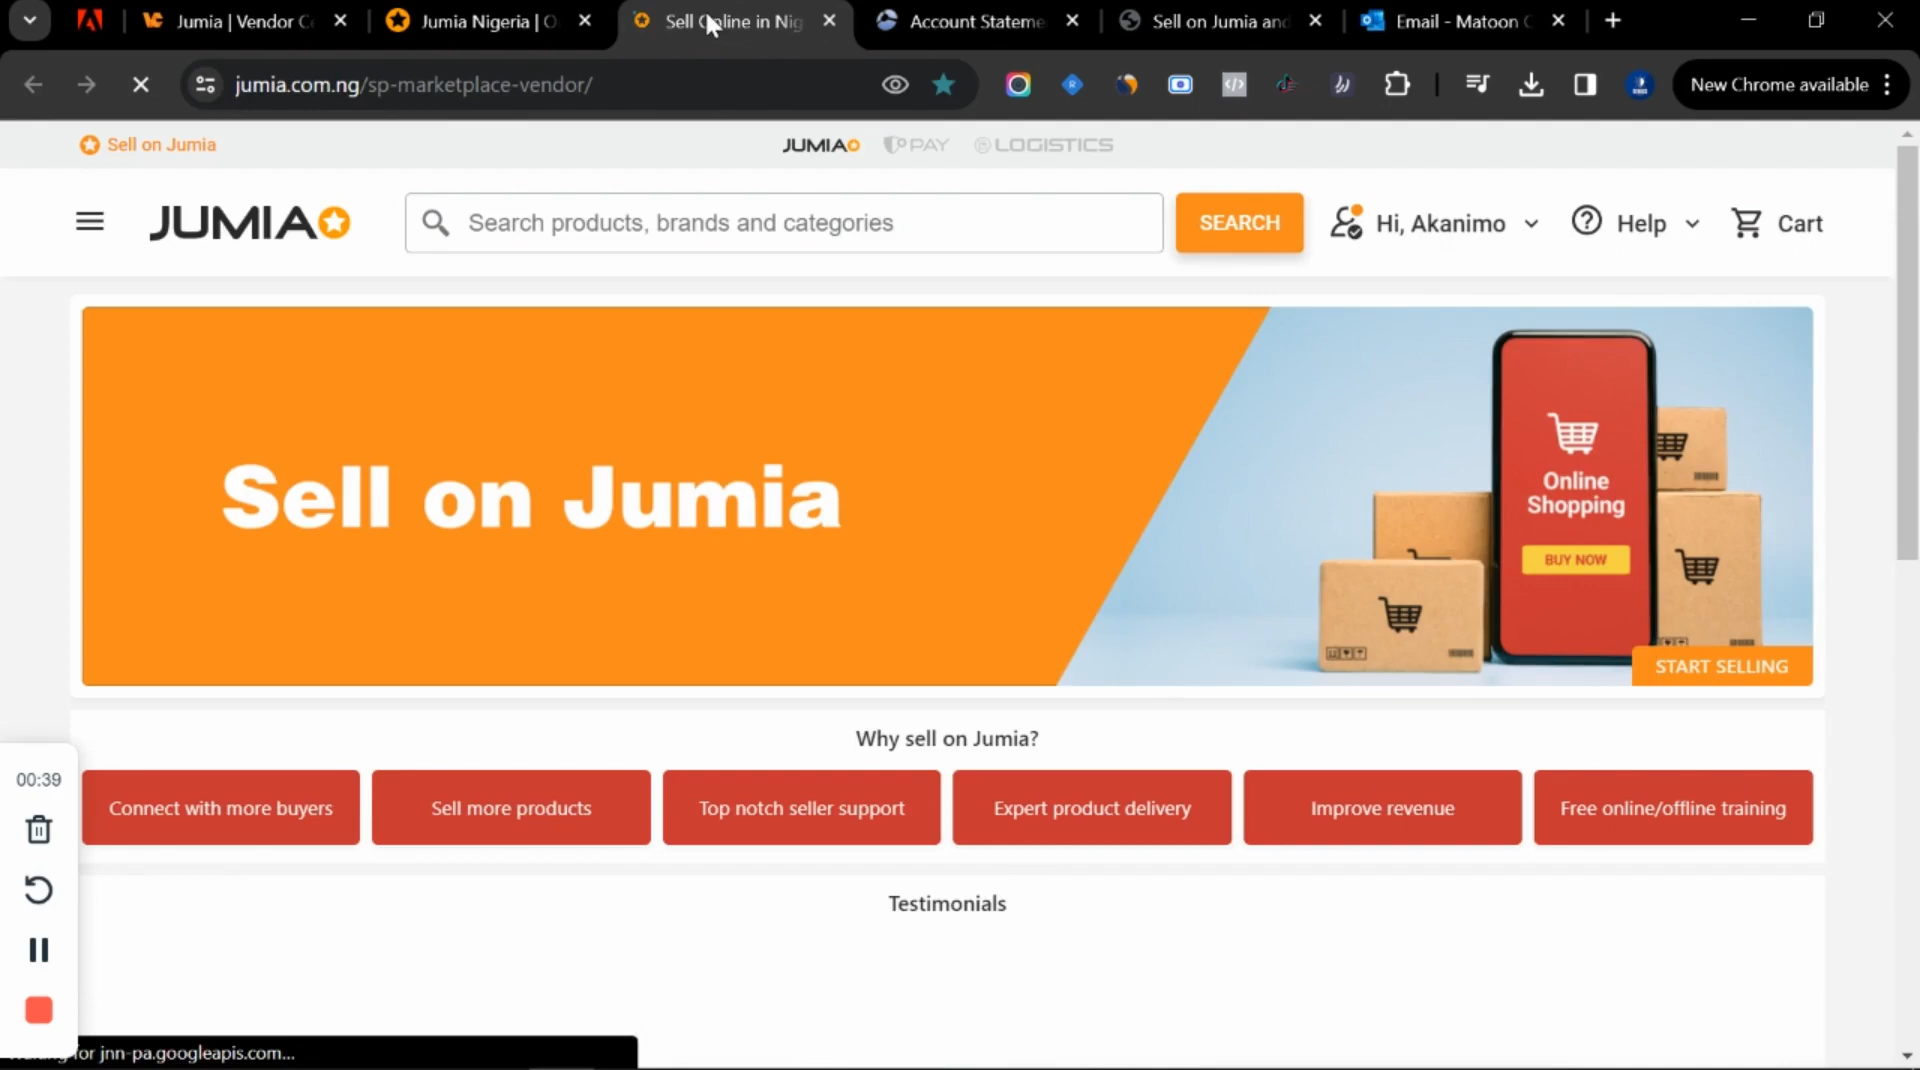 Jumia | Vendor Ce
Jumia Nigeria | O
Sell Online in Nig
Account Stateme
Sell on Jumia and
Email - Matoon C
jumia.com.ng/sp-marketplace-vendor/
New Chrome available
Sell on Jumia
JUMIA
PAY
LOGISTICS
JUMIA
Search products, brands and categories
SEARCH
Hi, Akanimo
Help
Cart
Sell on Jumia
Online
Shopping
BUY NOW
START SELLING
Why sell on Jumia?
00:39
Connect with more buyers
Sell more products
Top notch seller support
Expert product delivery
Improve revenue
Free online/offline training
Testimonials
for jnn-pa.googleapis.com...